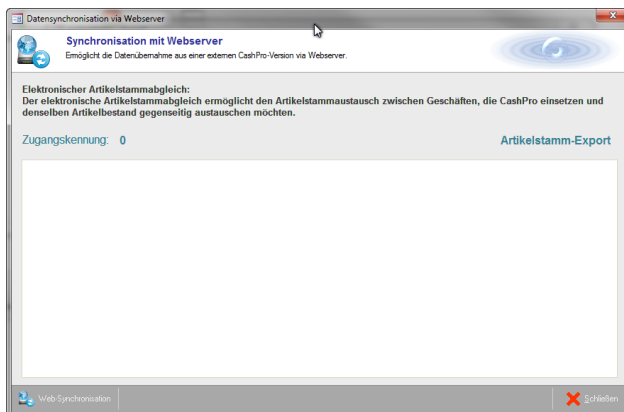 Datensynchronisation via Webserver
Synchronisation mit Webserver
Ermöglicht die Datenübernahme aus einer externen CashPro-Version via Webserver.
Elektronischer Artikelstammabgleich:
Der elektronische Artikelstammabgleich ermöglicht den Artikelstammaustausch zwischen Geschäften, die CashPro einsetzen und
denselben Artikelbestand gegenseitig austauschen möchten.
Zugangskennung: 0
Artikelstamm-Export
Web-Synchronisation
Schließen